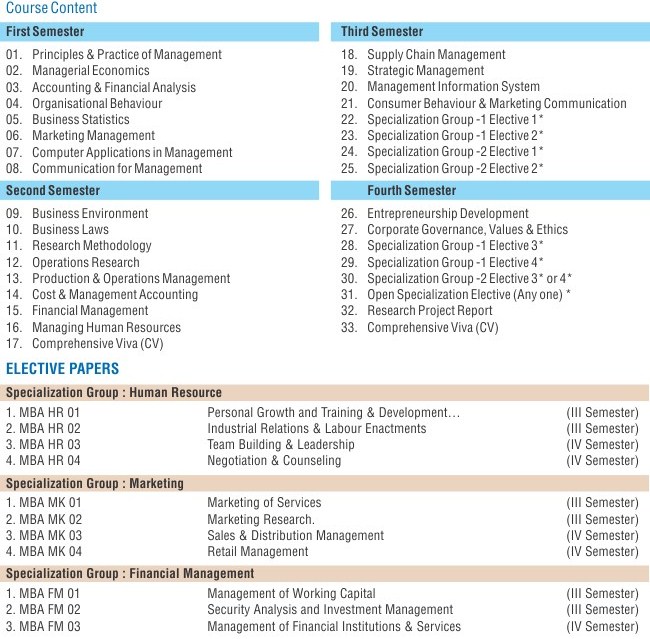 Course Content
First Semester
01. Principles & Practice of Management
02. Managerial Economics
03. Accounting & Financial Analysis
04. Organisational Behaviour
05. Business Statistics
06. Marketing Management
07. Computer Applications in Management
08. Communication for Management
Second Semester
09. Business Environment
10. Business Laws
11. Research Methodology
12. Operations Research
13. Production & Operations Management
14. Cost & Management Accounting
15. Financial Management
16. Managing Human Resources
17. Comprehensive Viva (CV)
Third Semester
18. Supply Chain Management
19. Strategic Management
20. Management Information System
21. Consumer Behaviour & Marketing Communication
22. Specialization Group -1 Elective 1*
23. Specialization Group -1 Elective 2*
24. Specialization Group -2 Elective 1*
25. Specialization Group -2 Elective 2*
Fourth Semester
26. Entrepreneurship Development
27. Corporate Governance, Values & Ethics
28. Specialization Group -1 Elective 3*
29. Specialization Group -1 Elective 4*
30. Specialization Group -2 Elective 3* or 4*
31. Open Specialization Elective (Any one) *
32. Research Project Report
33. Comprehensive Viva (CV)
ELECTIVE PAPERS
Specialization Group : Human Resource
1. MBA HR 01 Personal Growth and Training & Development… (III Semester)
2. MBA HR 02 Industrial Relations & Labour Enactments (III Semester)
3. MBA HR 03 Team Building & Leadership (IV Semester)
4. MBA HR 04 Negotiation & Counseling (IV Semester)
Specialization Group : Marketing
1. MBA MK 01 Marketing of Services (III Semester)
2. MBA MK 02 Marketing Research. (III Semester)
3. MBA MK 03 Sales & Distribution Management (IV Semester)
4. MBA MK 04 Retail Management (IV Semester)
Specialization Group : Financial Management
1. MBA FM 01 Management of Working Capital (III Semester)
2. MBA FM 02 Security Analysis and Investment Management (III Semester)
3. MBA FM 03 Management of Financial Institutions & Services (IV Semester)